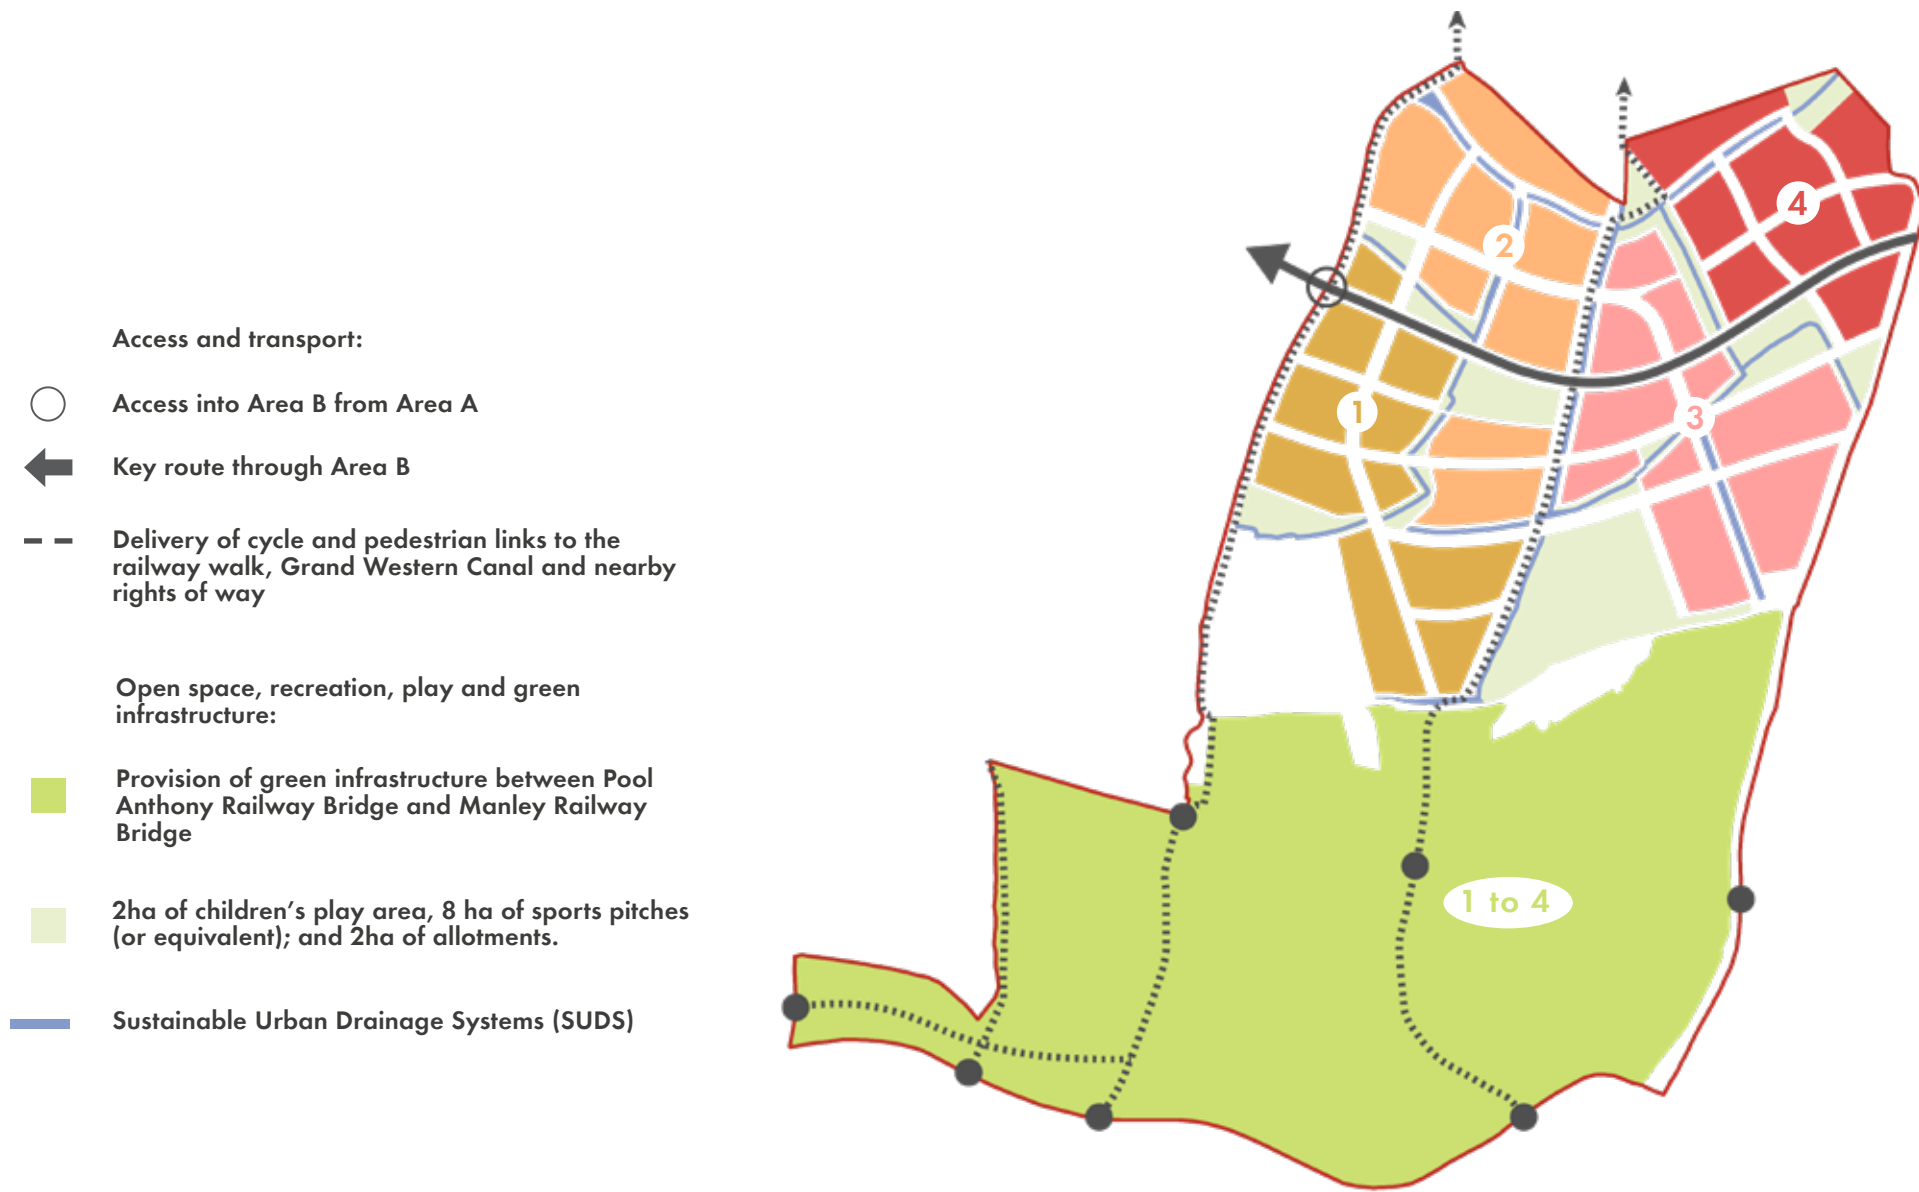 Access and transport:
Access into Area B from Area A
Key route through Area B
Delivery of cycle and pedestrian links to the
railway walk, Grand Western Canal and nearby
rights of way
Open space, recreation, play and green
infrastructure:
Provision of green infrastructure between Pool
Anthony Railway Bridge and Manley Railway
Bridge
2ha of children’s play area, 8 ha of sports pitches
(or equivalent); and 2ha of allotments.
Sustainable Urban Drainage Systems (SUDS)
4
2
1
3
1 to 4